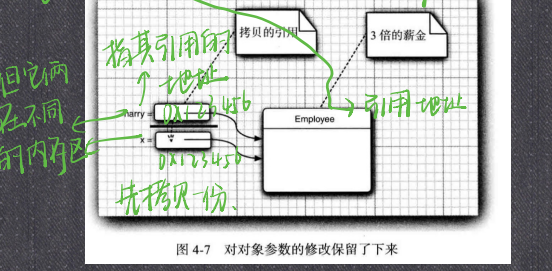 拷贝的引用
3 倍的薪金
指其引用的
地址
但它俩
在不同
的内存区
harry =
0x123456
引用地址
Employee
x =
0x123456
先拷贝一份、
图 4-7 对对象参数的修改保留了下来